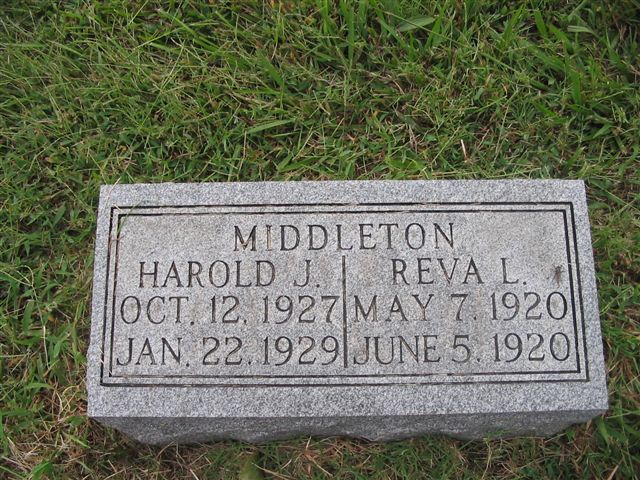 MIDDLETON
HAROLD J. REVA L.
OCT. 12, 1927 MAY 7, 1920
JAN. 22, 1929 JUNE 5, 1920